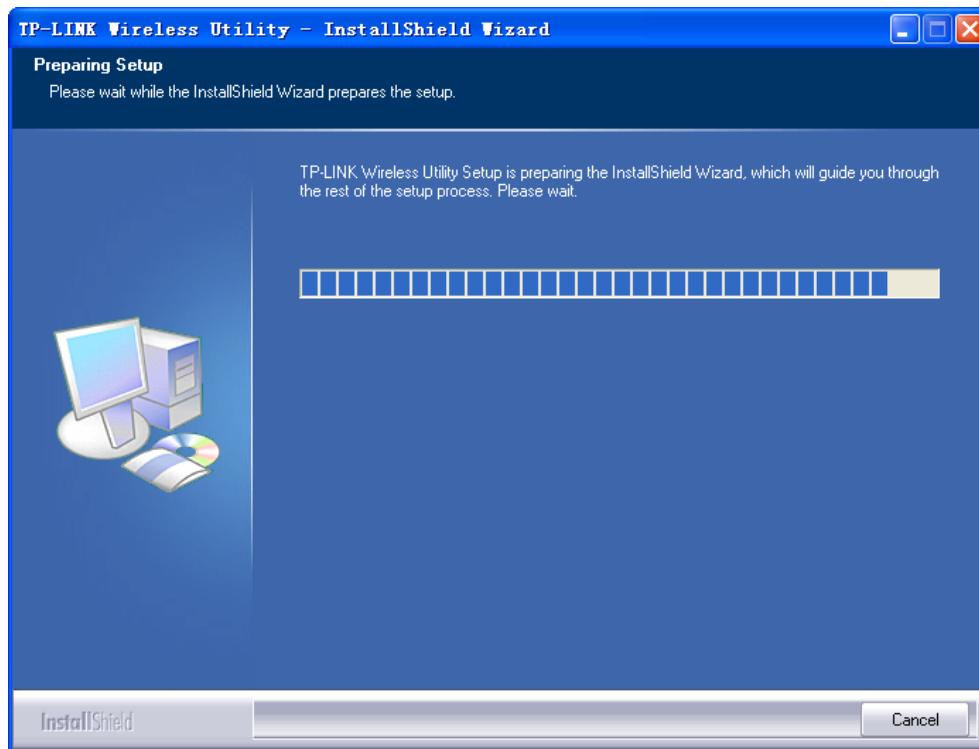 TP-LINK Wireless Utility - InstallShield Wizard
Preparing Setup
Please wait while the InstallShield Wizard prepares the setup.
TP-LINK Wireless Utility Setup is preparing the InstallShield Wizard, which will guide you through
the rest of the setup process. Please wait.
InstallShield
Cancel